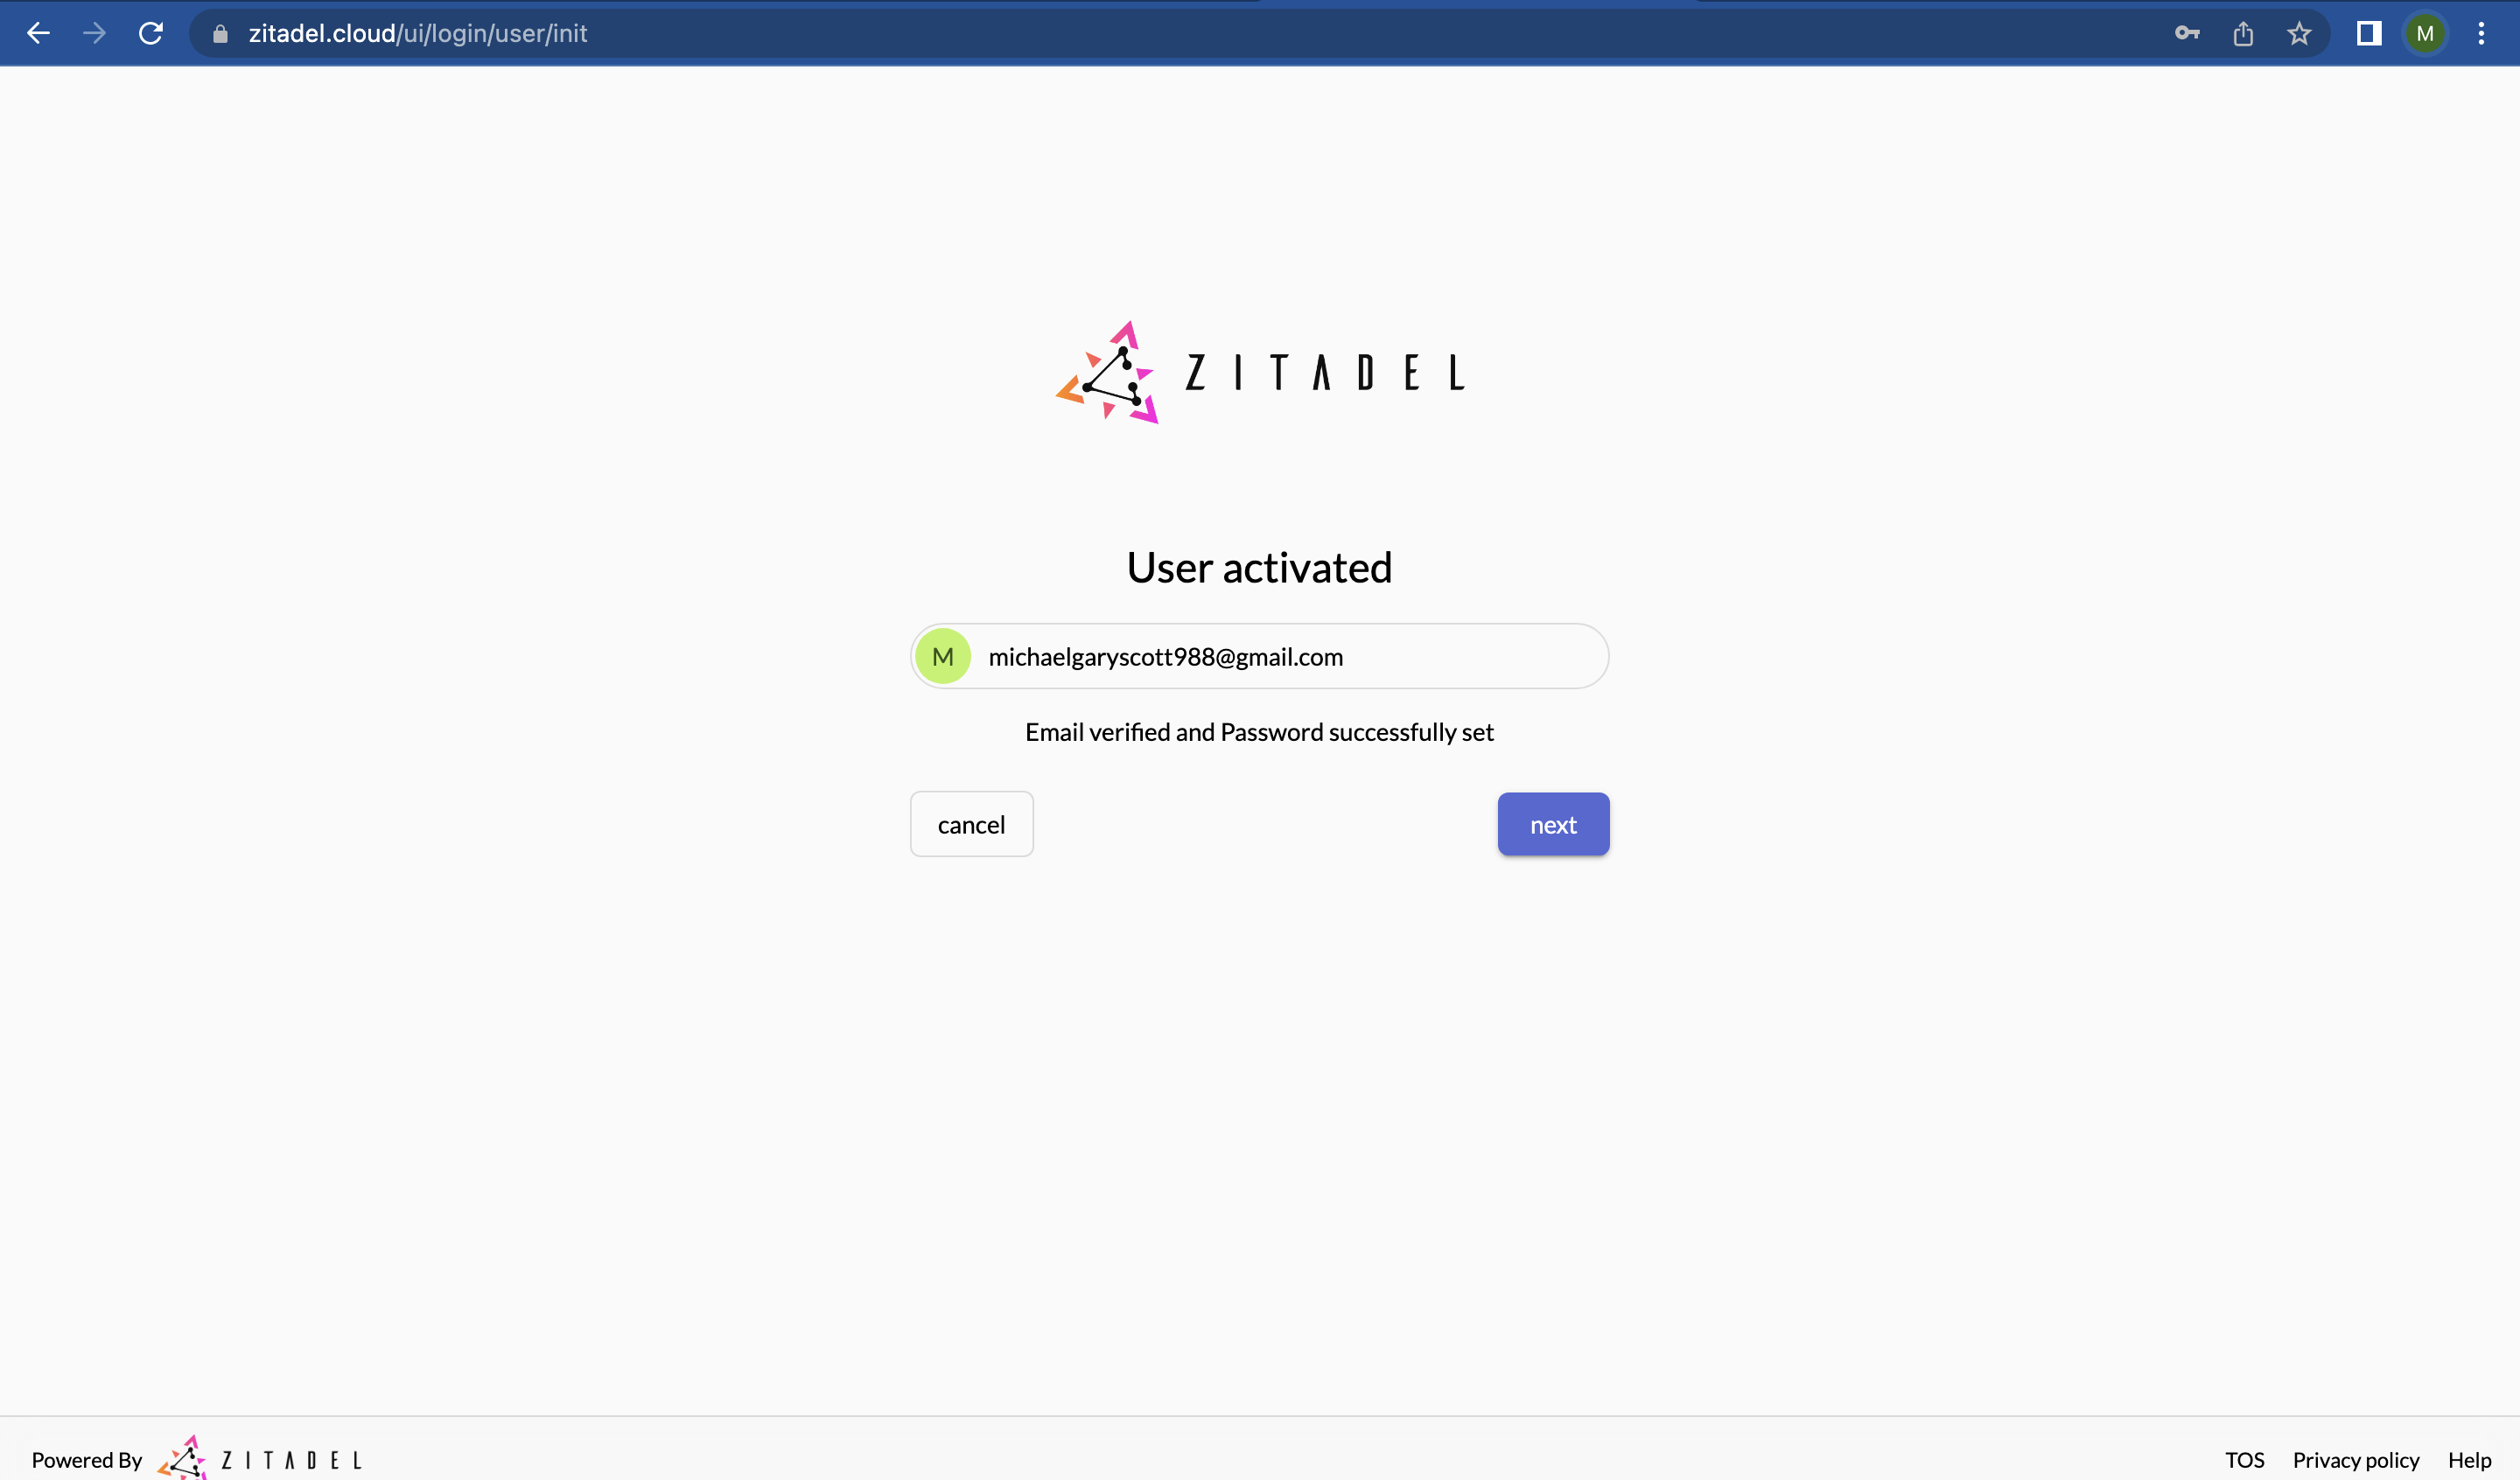 zitadel.cloud/ui/login/user/init
M
ZITADEL
User activated
M michaelgaryscott988@gmail.com
Email verified and Password successfully set
cancel next
Powered By ZITADEL TOS Privacy policy Help